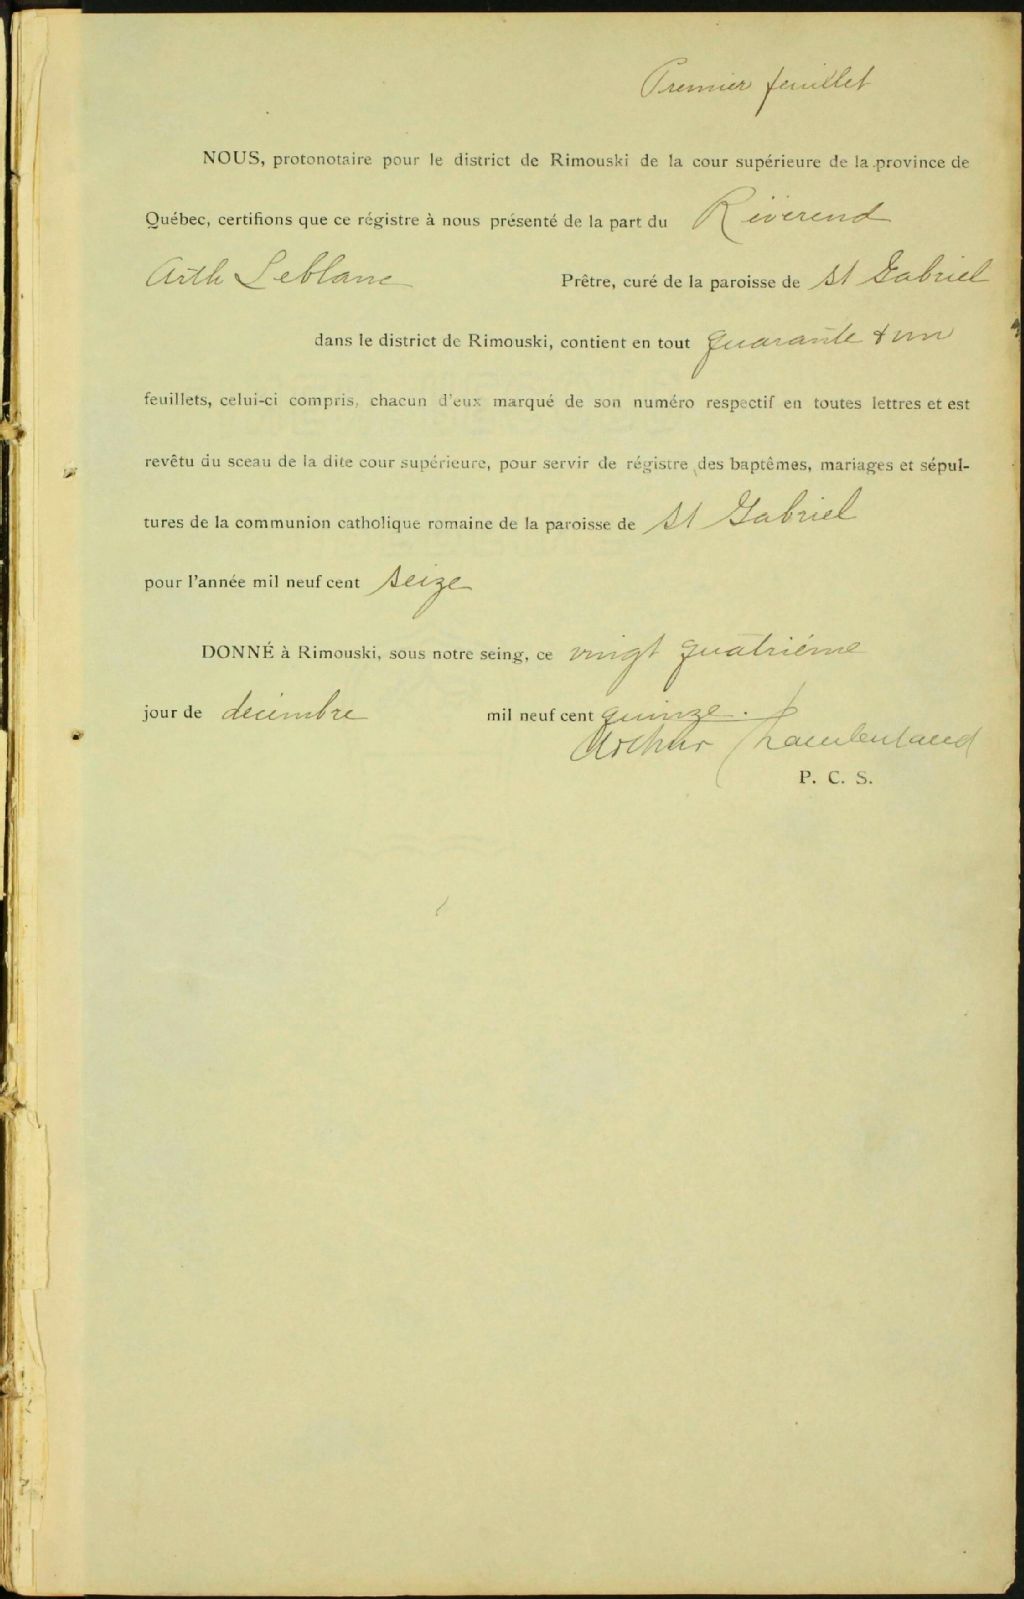 Premier feuillet
NOUS, protonotaire pour le district de Rimouski de la cour supérieure de la province de
Québec, certifions que ce régistre à nous présenté de la part du Révérend
Arth Leblanc Prêtre, curé de la paroisse de St Gabriel
dans le district de Rimouski, contient en tout quarante & un
feuillets, celui-ci compris, chacun d'eux marqué de son numéro respectif en toutes lettres et est
revêtu du sceau de la dite cour supérieure, pour servir de régistre des baptêmes, mariages et sépul-
tures de la communion catholique romaine de la paroisse de St Gabriel
pour l'année mil neuf cent seize
DONNÉ à Rimouski, sous notre seing, ce vingt quatrième
jour de décembre mil neuf cent quinze.
Arthur
P. C. S.